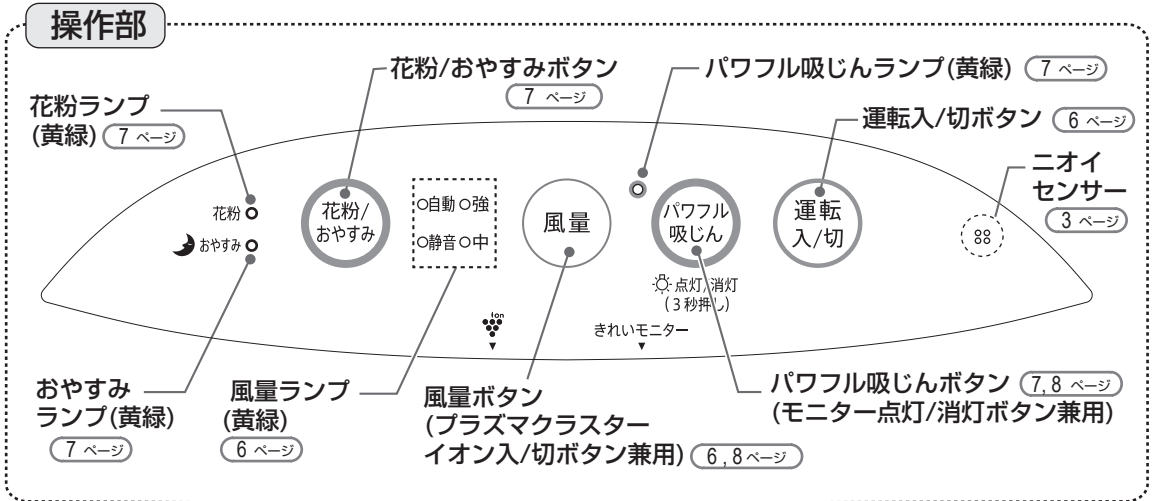 操作部
花粉/おやすみボタン
7 ページ
パワフル吸じんランプ(黄緑) 7 ページ
花粉ランプ
(黄緑) 7 ページ
運転入/切ボタン 6 ページ
ニオイ
センサー
3 ページ
花粉
おやすみ
花粉/
おやすみ
自動 強
静音 中
風量
パワフル
吸じん
運転
入/切
点灯/消灯
(3秒押し)
ion
きれいモニター
おやすみ
ランプ(黄緑)
7 ページ
風量ランプ
(黄緑)
6 ページ
風量ボタン
(プラズマクラスター
イオン入/切ボタン兼用) 6,8 ページ
パワフル吸じんボタン 7,8 ページ
(モニター点灯/消灯ボタン兼用)